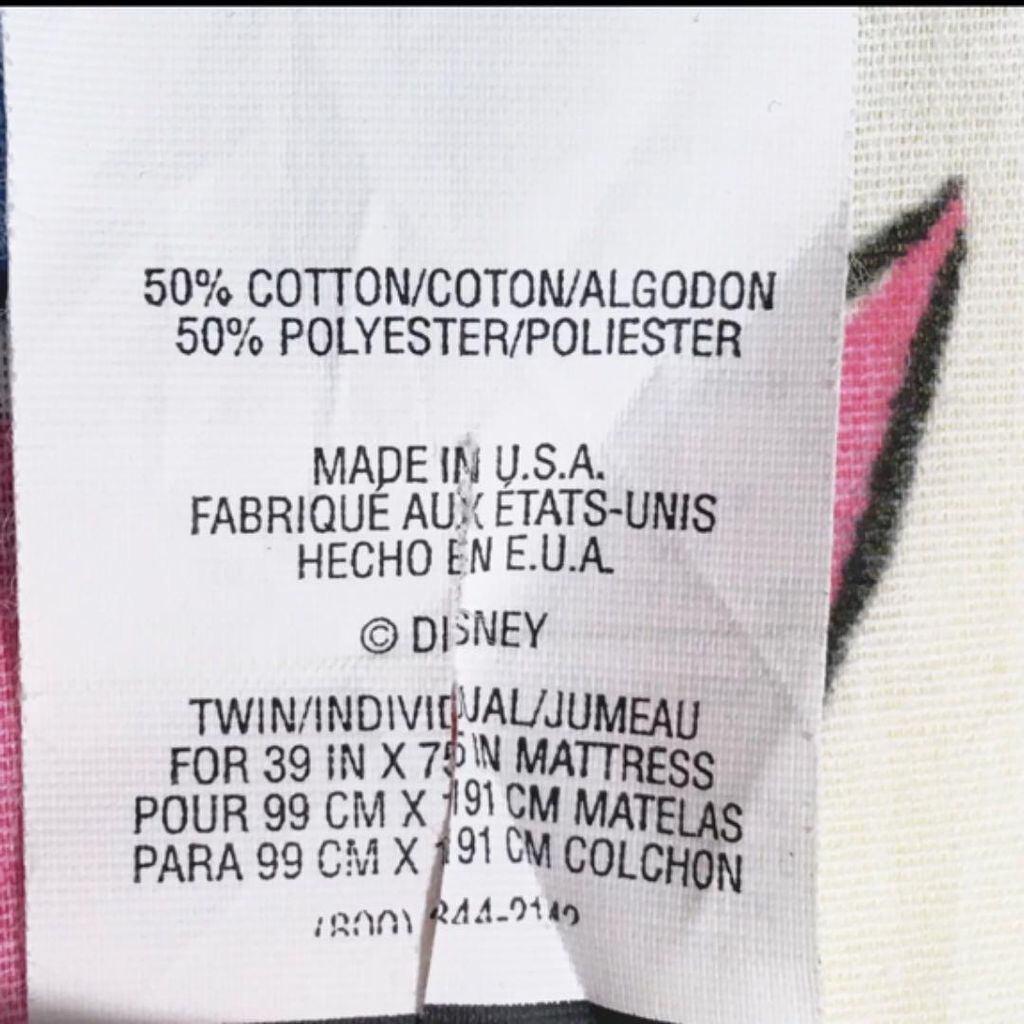 50% COTTON/COTON/ALGODON
50% POLYESTER/POLIESTER
MADE IN U.S.A.
FABRIQUÉ AUX ÉTATS-UNIS
HECHO EN E.U.A.
© DISNEY
TWIN/INDIVIDUAL/JUMEAU
FOR 39 IN X 75 IN MATTRESS
POUR 99 CM X 191 CM MATELAS
PARA 99 CM X 191 CM COLCHON
(800)